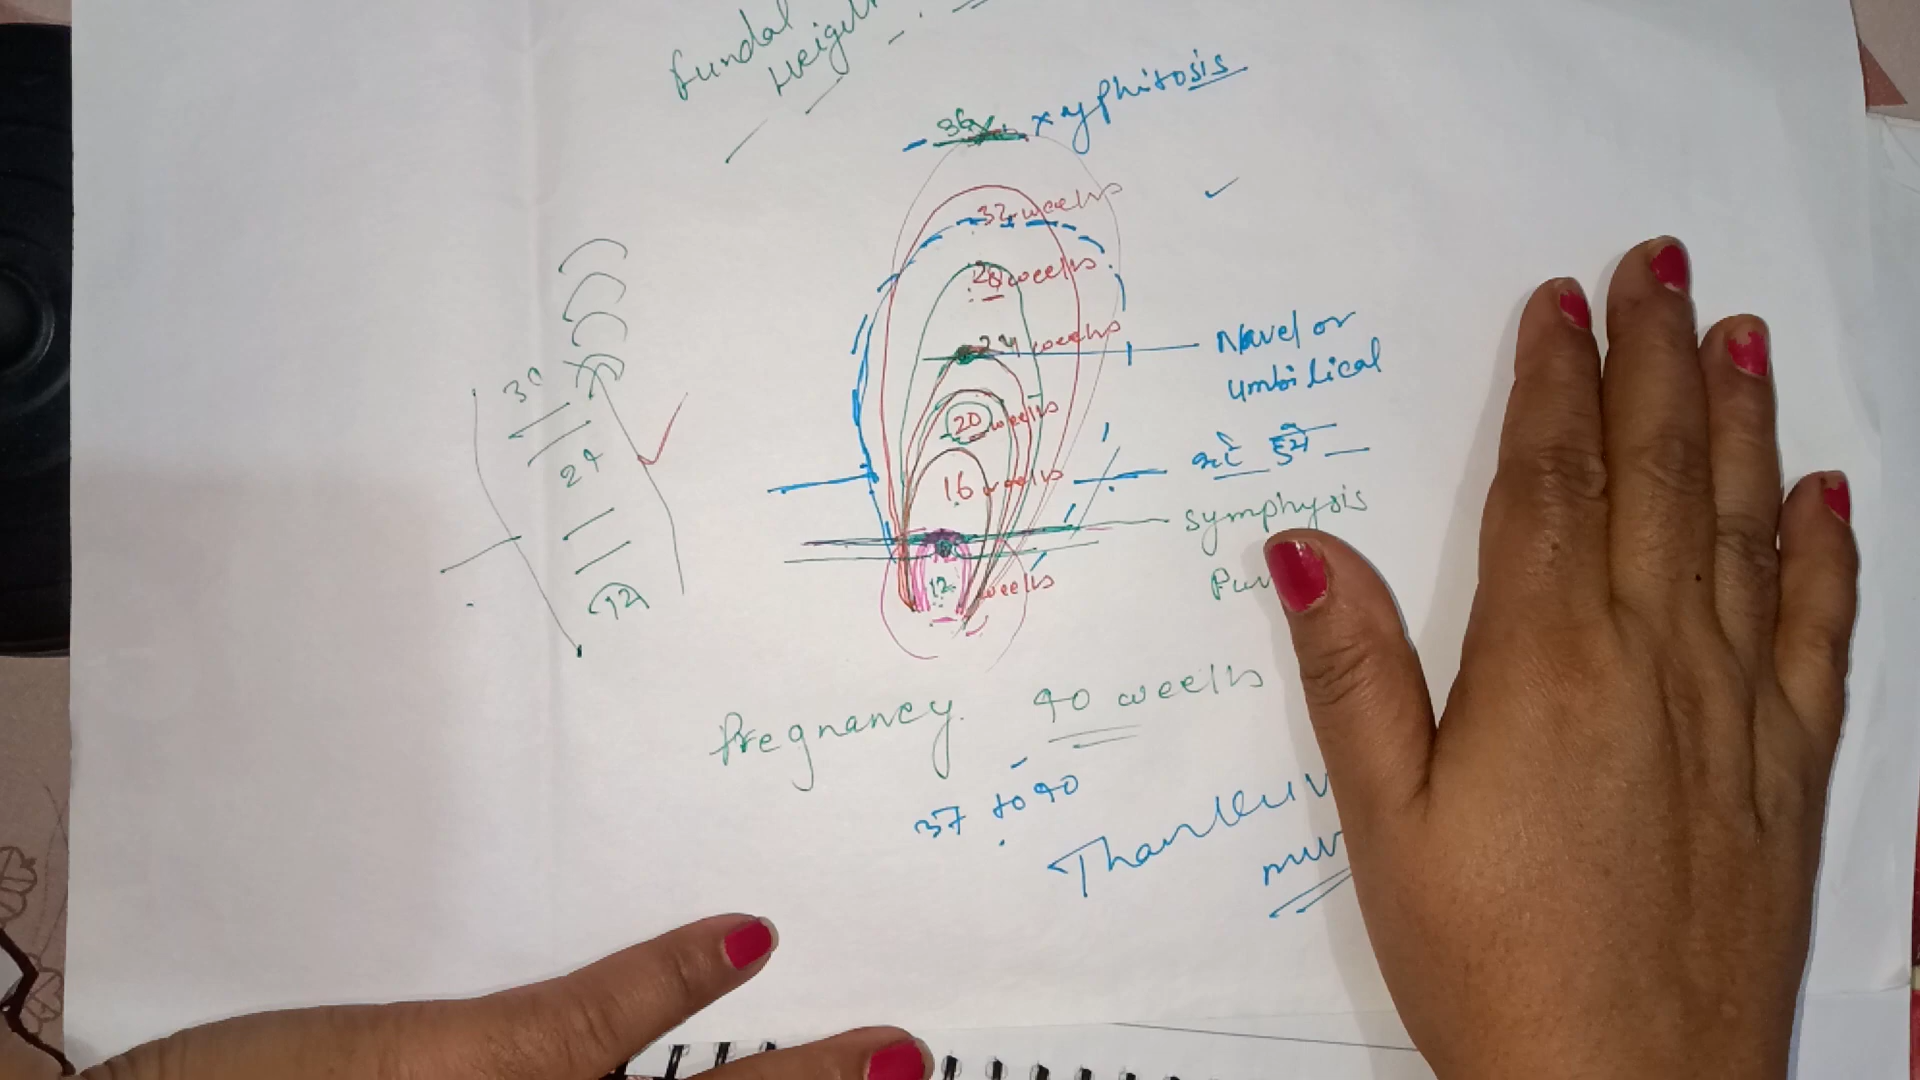 Fundal
Height
36
xyphitosis
32 weeks
28 weeks
24 weeks
Navel or
umbilical
20 weeks
16 weeks
symphysis
12 weeks
24
12
Pregnancy 40 weeks
37 to 40